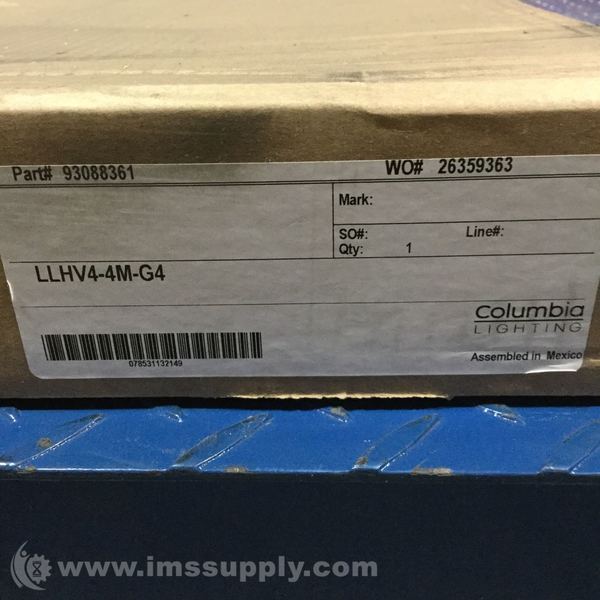 Part# 93088361
WO# 26359363
Mark:
SO#:
Line#:
Qty: 1
LLHV4-4M-G4
Columbia
LIGHTING
078531132149
Assembled in Mexico
www.imssupply.com